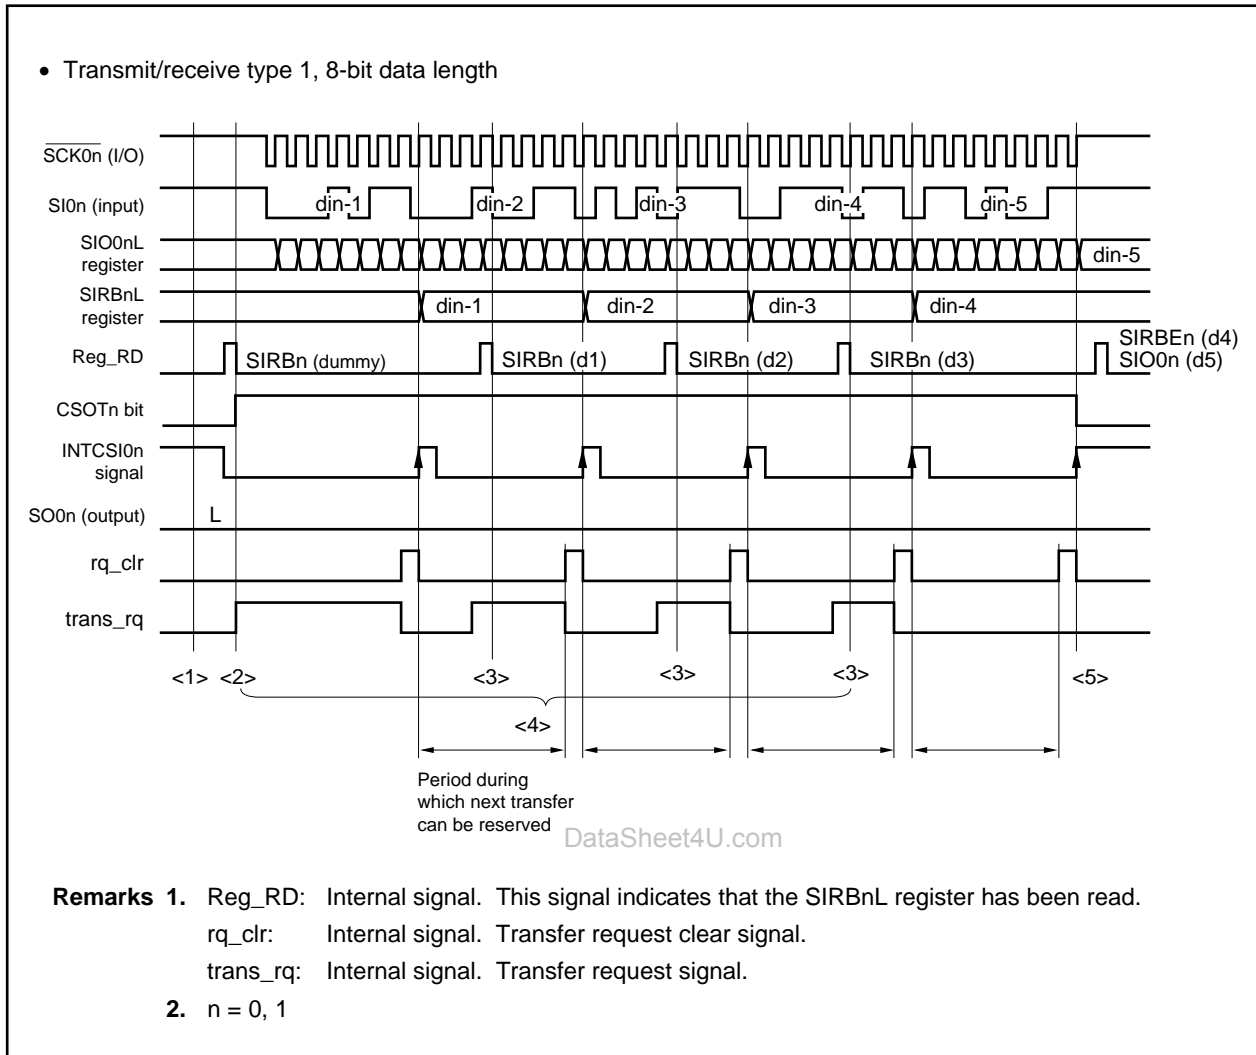 • Transmit/receive type 1, 8-bit data length
SCK0n (I/O)
SI0n (input)
din-1
din-2
din-3
din-4
din-5
SIO0nL
register
din-5
SIRBnL
register
din-1
din-2
din-3
din-4
Reg_RD
SIRBn (dummy)
SIRBn (d1)
SIRBn (d2)
SIRBn (d3)
SIRBEn (d4)
SIO0n (d5)
CSOTn bit
INTCSI0n
signal
SO0n (output)
L
rq_clr
trans_rq
<1>
<2>
<3>
<3>
<3>
<5>
<4>
Period during
which next transfer
can be reserved
DataSheet4U.com
Remarks 1. Reg_RD: Internal signal. This signal indicates that the SIRBnL register has been read.
rq_clr: Internal signal. Transfer request clear signal.
trans_rq: Internal signal. Transfer request signal.
2. n = 0, 1